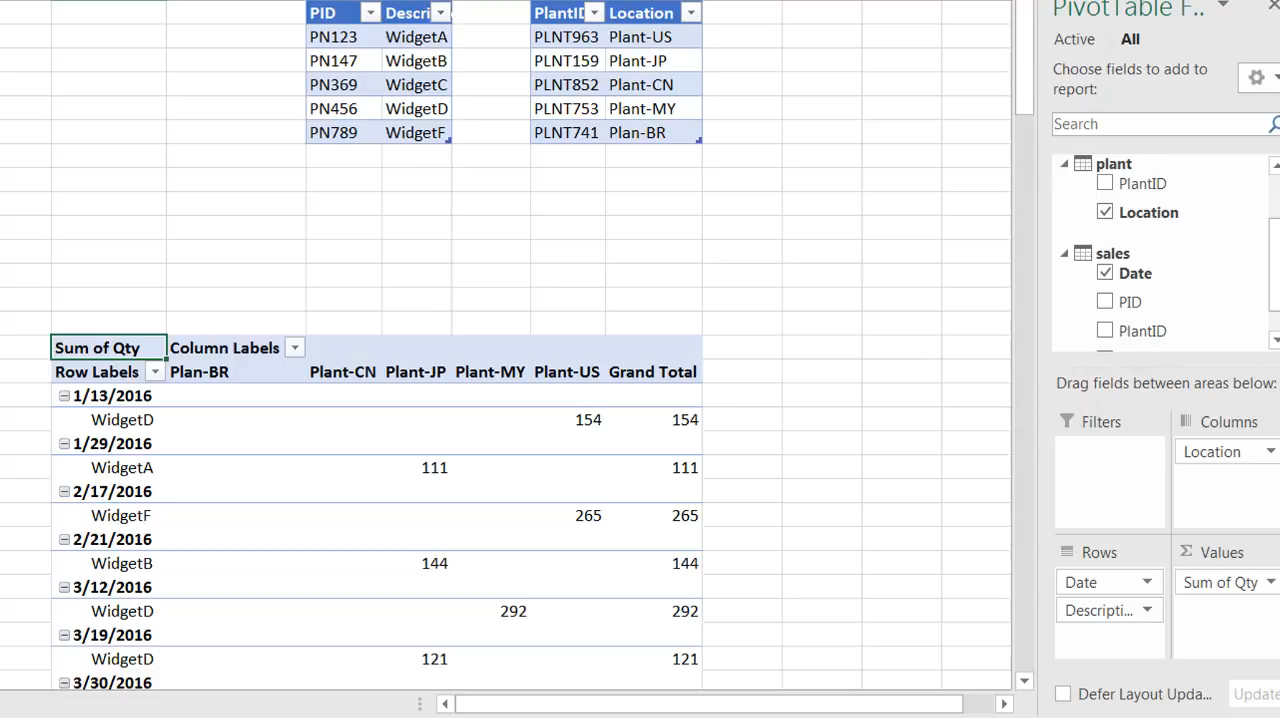 PID Descri PlantID Location
PN123 WidgetA PLNT963 Plant-US
PN147 WidgetB PLNT159 Plant-JP
PN369 WidgetC PLNT852 Plant-CN
PN456 WidgetD PLNT753 Plant-MY
PN789 WidgetF PLNT741 Plan-BR
Sum of Qty Column Labels
Row Labels Plan-BR Plant-CN Plant-JP Plant-MY Plant-US Grand Total
1/13/2016
WidgetD 154 154
1/29/2016
WidgetA 111 111
2/17/2016
WidgetF 265 265
2/21/2016
WidgetB 144 144
3/12/2016
WidgetD 292 292
3/19/2016
WidgetD 121 121
3/30/2016
PivotTable F..
Active All
Choose fields to add to
report:
Search
plant
PlantID
Location
sales
Date
PID
PlantID
Drag fields between areas below:
Filters Columns
Location
Rows Σ Values
Date Sum of Qty
Descripti...
Defer Layout Upda... Update